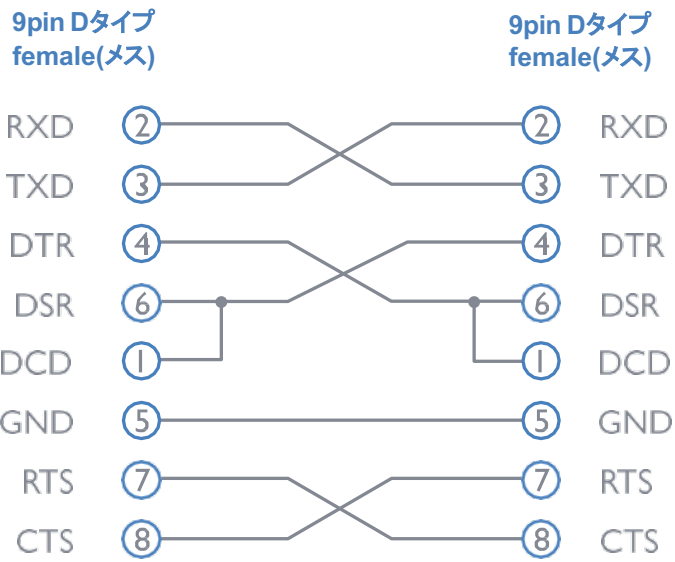 9pin Dタイプ
female(メス)
9pin Dタイプ
female(メス)
RXD 2 2 RXD
TXD 3 3 TXD
DTR 4 4 DTR
DSR 6 6 DSR
DCD 1 1 DCD
GND 5 5 GND
RTS 7 7 RTS
CTS 8 8 CTS